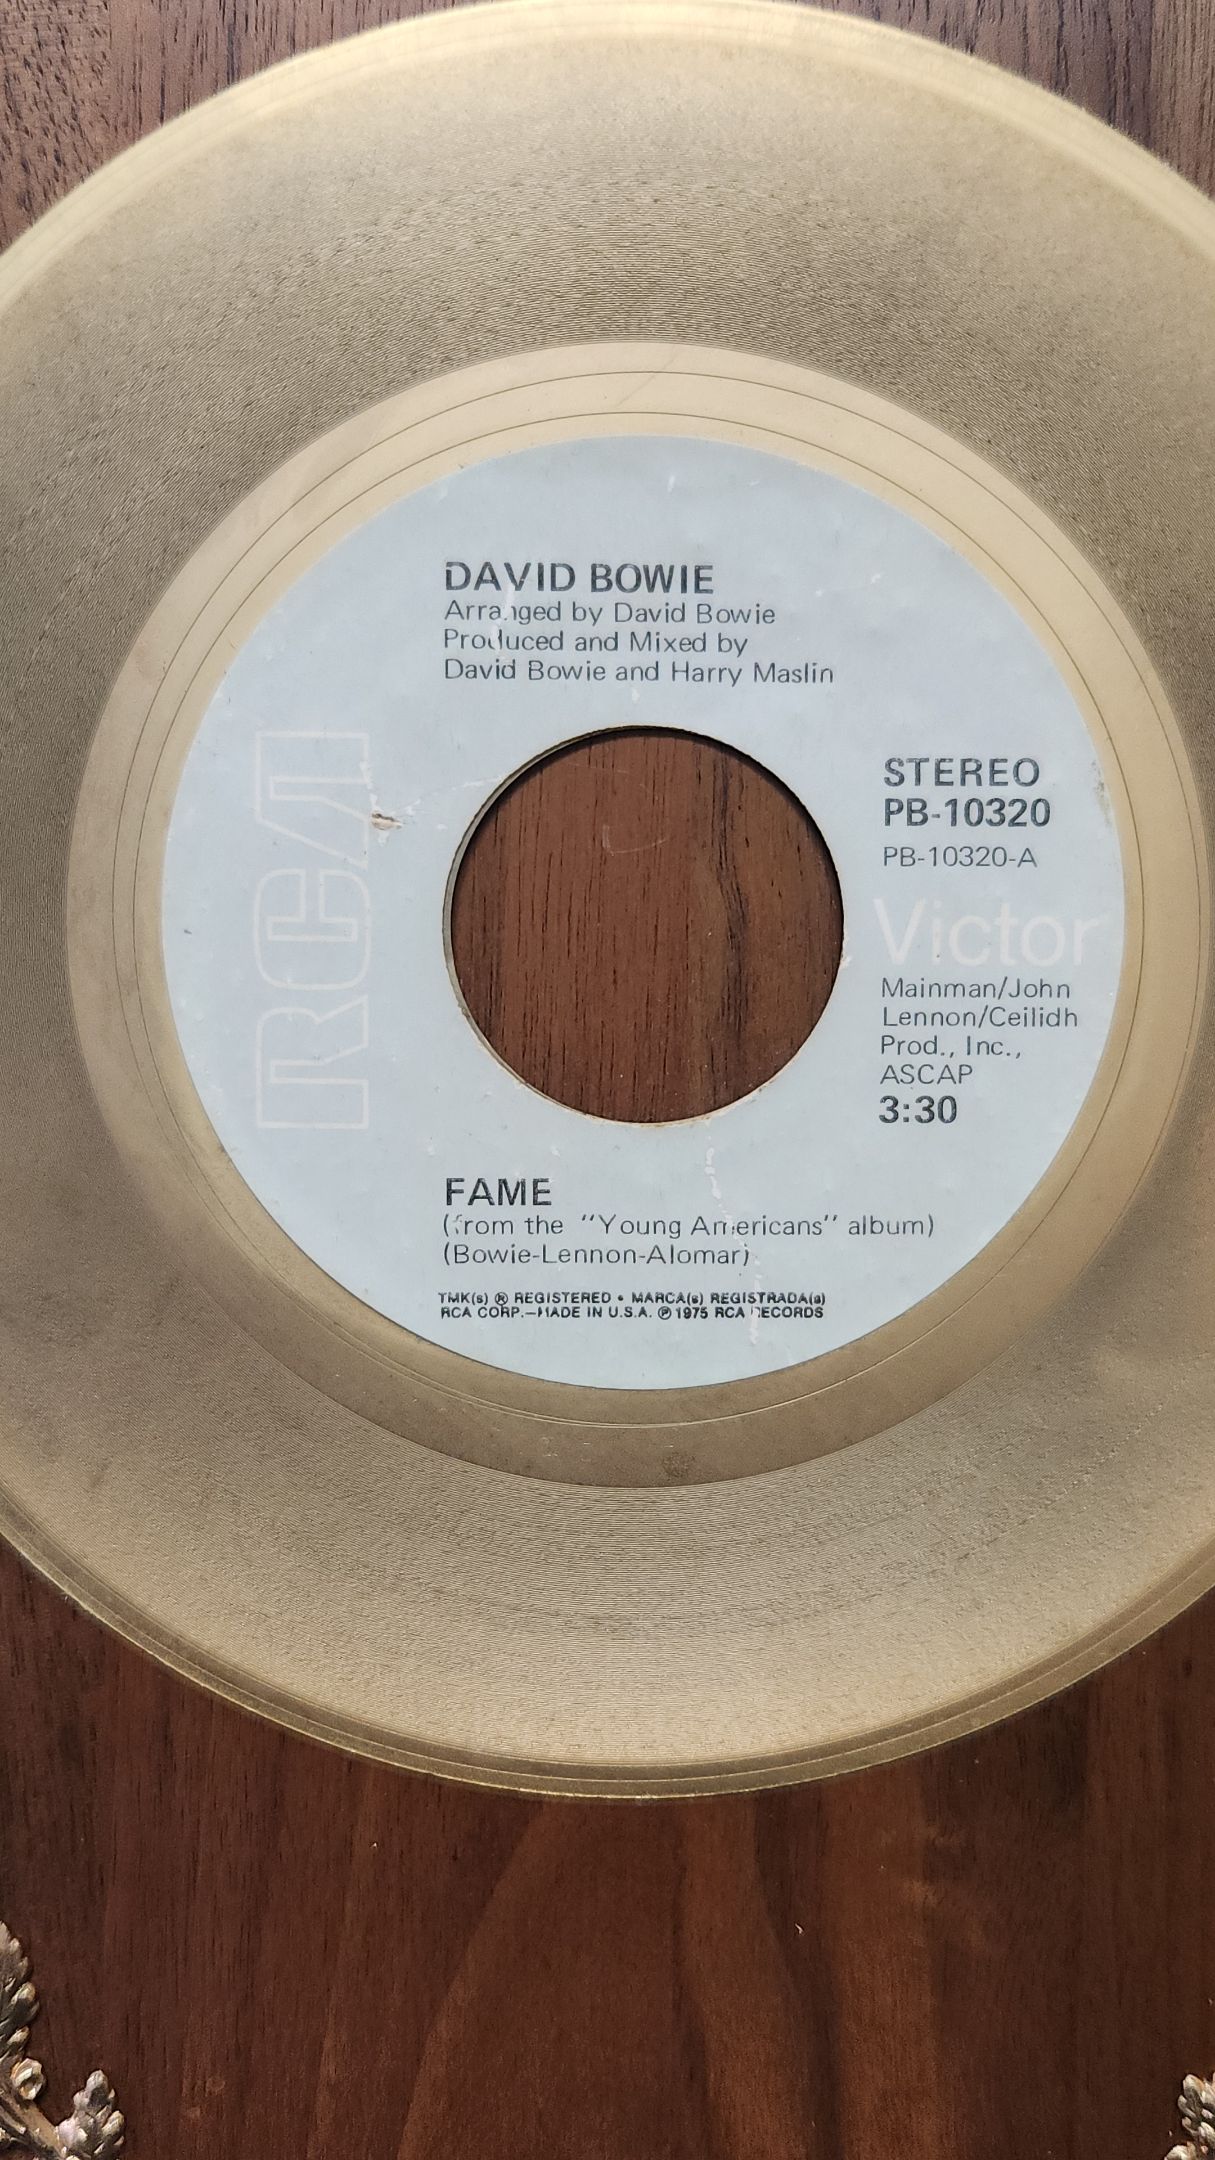 DAVID BOWIE
Arranged by David Bowie
Produced and Mixed by
David Bowie and Harry Maslin
RCA
STEREO
PB-10320
PB-10320-A
Victor
Mainman/John
Lennon/Ceilidh
Prod., Inc.,
ASCAP
3:30
FAME
(from the "Young Americans" album)
(Bowie-Lennon-Alomar)
TMK(s) ® REGISTERED • MARCA(s) REGISTRADA(s)
RCA CORP.—MADE IN U.S.A. ℗ 1975 RCA RECORDS